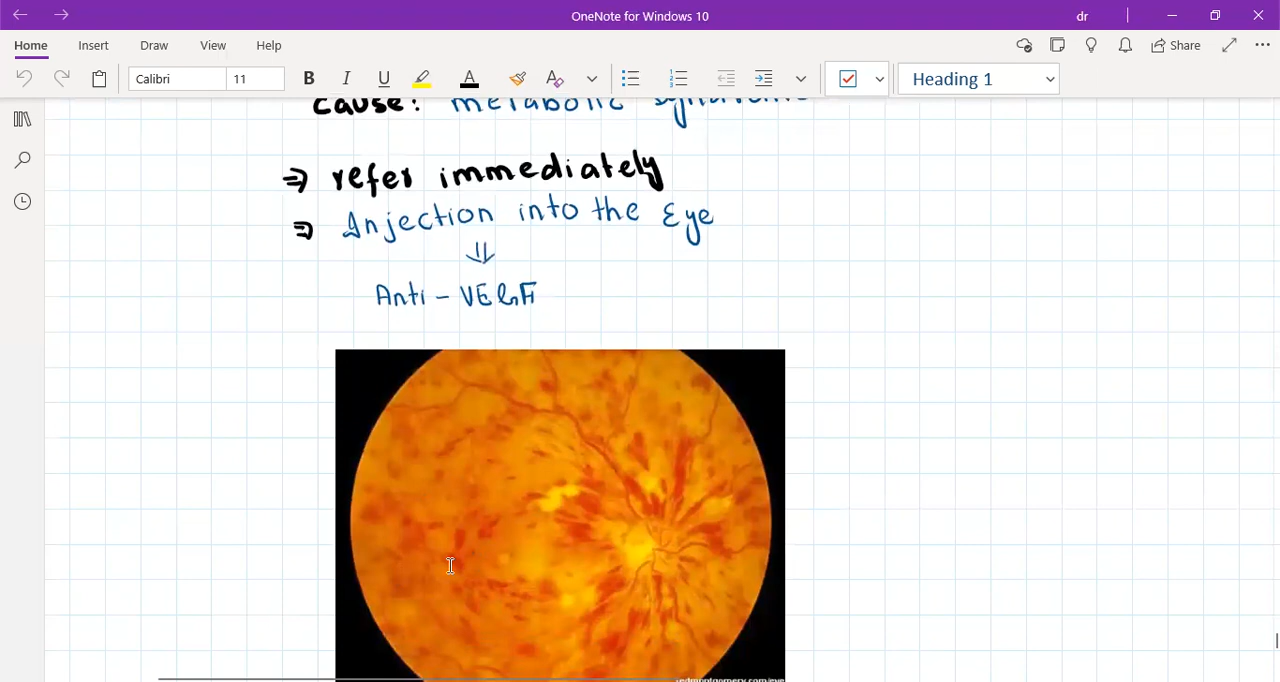 OneNote for Windows 10
dr
Home Insert Draw View Help
Share
Calibri 11 B I U A A Heading 1
cause: metabolic syndrome
⇒ refer immediately
⇒ Injection into the Eye
⇓
Anti - VEGF